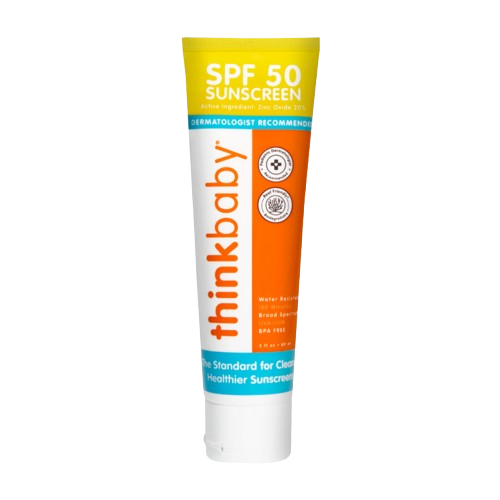 SPF 50
SUNSCREEN
Active Ingredient: Zinc Oxide 20%
DERMATOLOGIST RECOMMENDED
thinkbaby®
Water Resistant
Broad Spectrum
BPA FREE
The Standard for Clean
Healthier Sunscreen